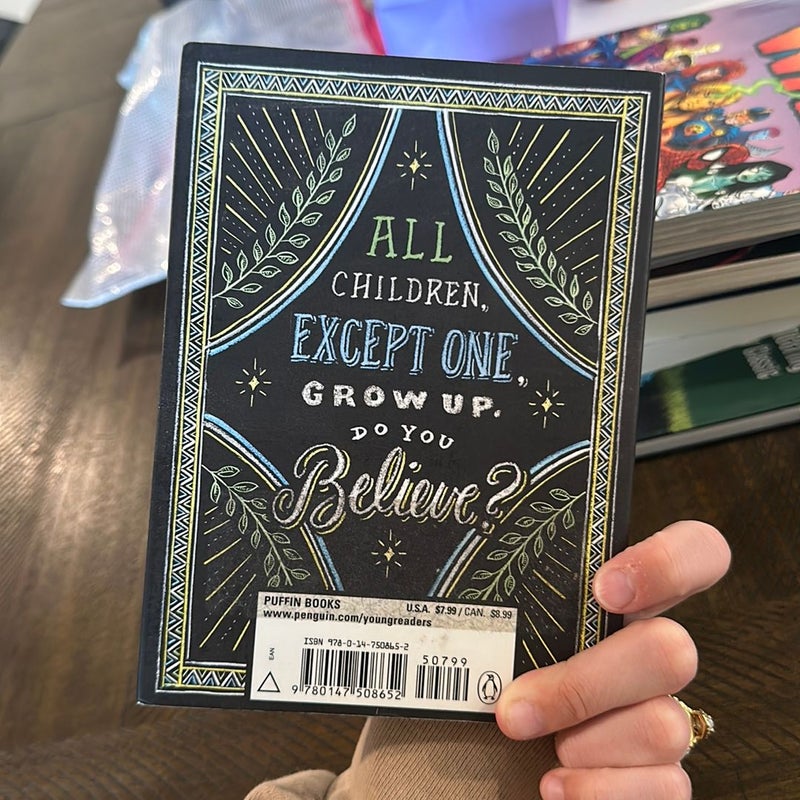 ALL
CHILDREN,
EXCEPT ONE,
GROW UP.
DO YOU
Believe?
PUFFIN BOOKS
U.S.A. $7.99 / CAN. $8.99
www.penguin.com/youngreaders
ISBN 978-0-14-750865-2
EAN
50799
9 780147 508652